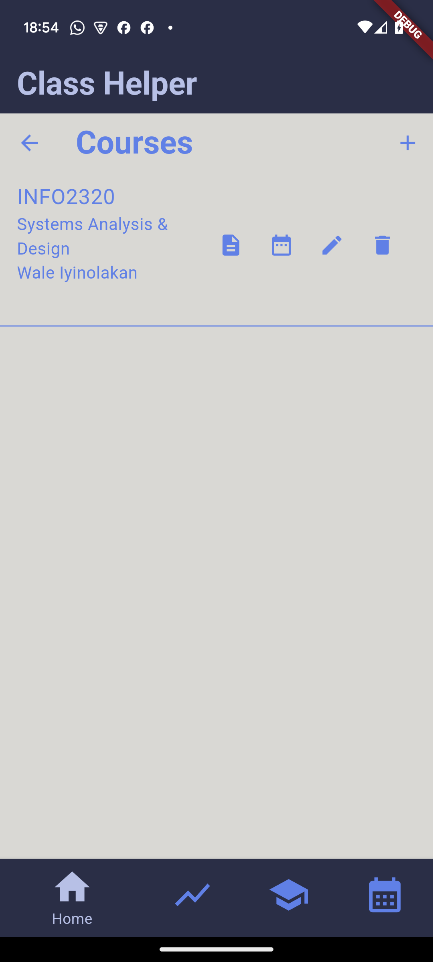 18:54
DEBUG
Class Helper
Courses
INFO2320
Systems Analysis &
Design
Wale Iyinolakan
Home